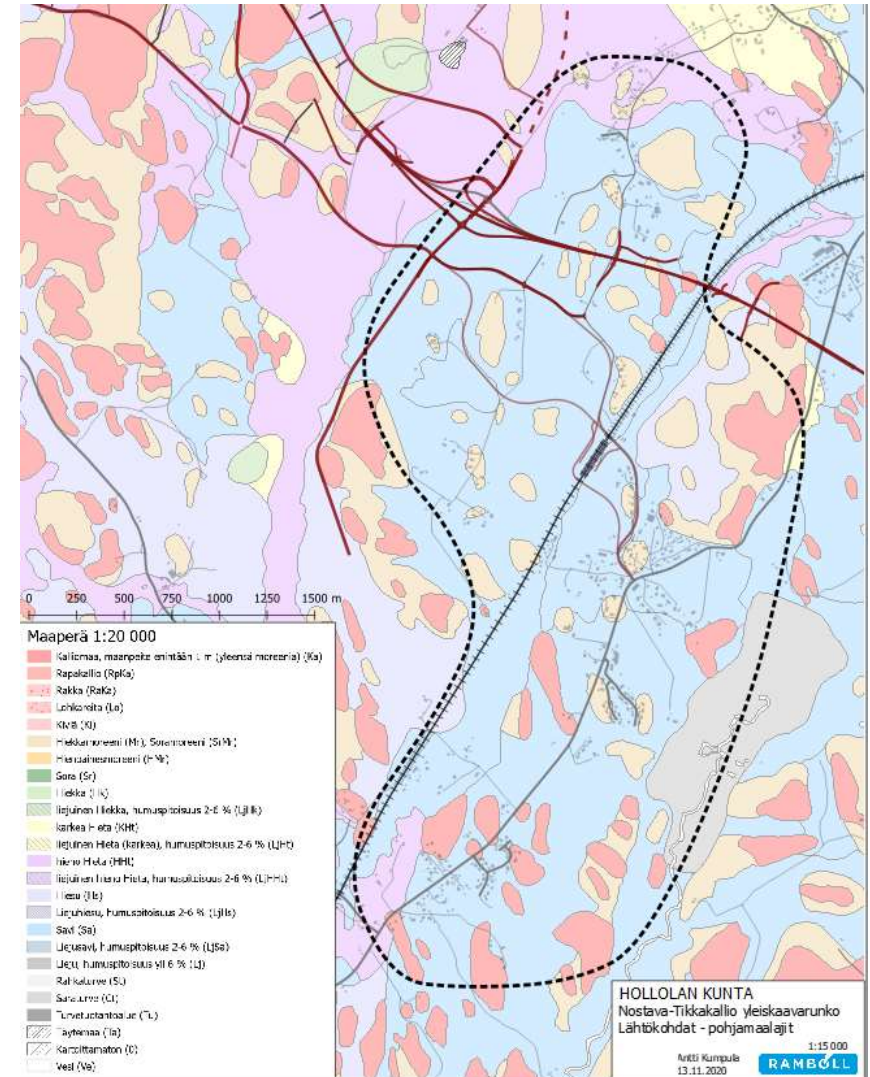 0 250 500 750 1000 1250 1500 m
Maaperä 1:20 000
Kalliomaa, maanpeite enintään 1 m (yleensä moreenia) (Ka)
Rapakallio (RpKa)
Rakka (RaKa)
Lohkareita (Lo)
Kiviä (Ki)
Hiekkamoreeni (Mr), Soramoreeni (SrMr)
Hienoainesmoreeni (HMr)
Sora (Sr)
Hiekka (Hk)
liejuinen Hiekka, humuspitoisuus 2-6 % (LjHk)
karkea Hieta (KHt)
liejuinen Hieta (karkea), humuspitoisuus 2-6 % (LjHt)
hieno Hieta (HHt)
liejuinen hieno Hieta, humuspitoisuus 2-6 % (LjHHt)
Hiesu (Hs)
Liejuhiesu, humuspitoisuus 2-6 % (LjHs)
Savi (Sa)
Liejusavi, humuspitoisuus 2-6 % (LjSa)
Lieju, humuspitoisuus yli 6 % (Lj)
Rahkaturve (St)
Saraturve (Ct)
Turvetuotantoalue (Tu)
Täytemaa (Ta)
Kartoittamaton (0)
Vesi (Ve)
HOLLOLAN KUNTA
Nostava-Tikkakallio yleiskaavarunko
Lähtökohdat - pohjamaalajit
1:15 000
Antti Kumpula
13.11.2020
RAMBOLL